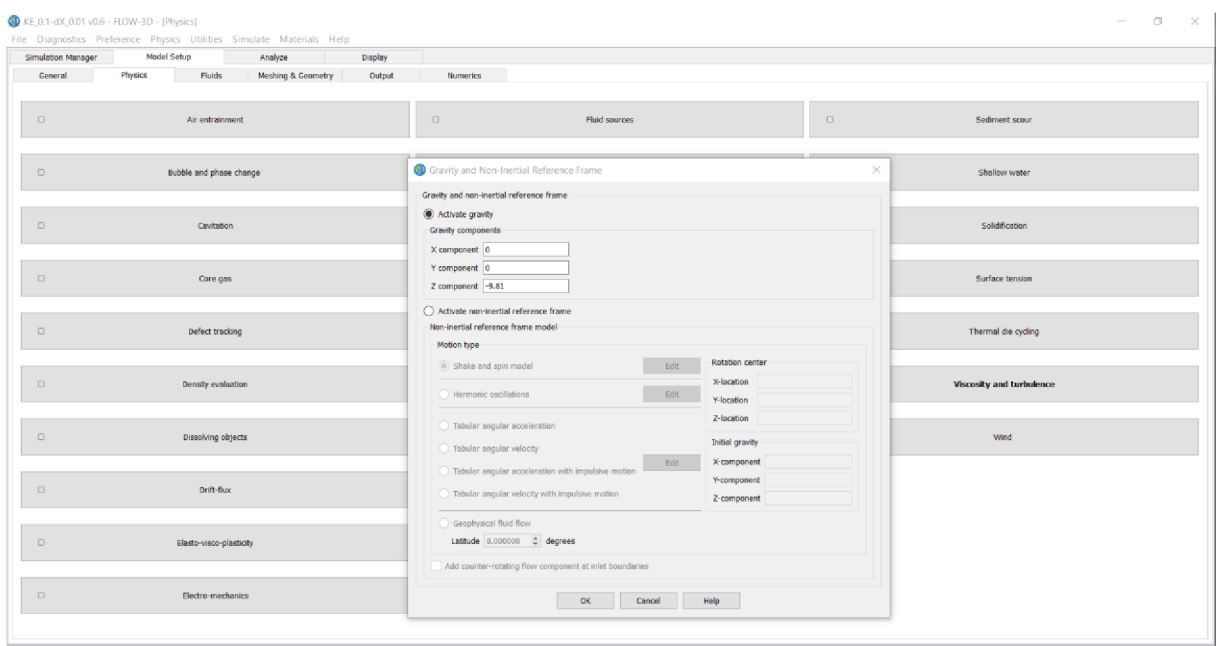 KE_0.1-dX_0.01 v0.6 - FLOW-3D - [Physics]
File Diagnostics Preference Physics Utilities Simulate Materials Help
Simulation Manager Model Setup Analyze Display
General Physics Fluids Meshing & Geometry Output Numerics
Air entrainment Fluid sources Sediment scour
Bubble and phase change Shallow water
Cavitation Solidification
Core gas Surface tension
Defect tracking Thermal die cycling
Density evaluation Viscosity and turbulence
Dissolving objects Wind
Drift-flux
Elasto-visco-plasticity
Electro-mechanics
Gravity and Non-Inertial Reference Frame
Gravity and non-inertial reference frame
Activate gravity
Gravity components
X component 0
Y component 0
Z component -9.81
Activate non-inertial reference frame
Non-inertial reference frame model
Motion type
Shake and spin model Edit
Harmonic oscillations Edit
Tabular angular acceleration
Tabular angular velocity
Tabular angular acceleration with impulsive motion Edit
Tabular angular velocity with impulsive motion
Geophysical fluid flow
Latitude 0.000000 degrees
Rotation center
X-location
Y-location
Z-location
Initial gravity
X-component
Y-component
Z-component
Add counter-rotating flow component at inlet boundaries
OK Cancel Help